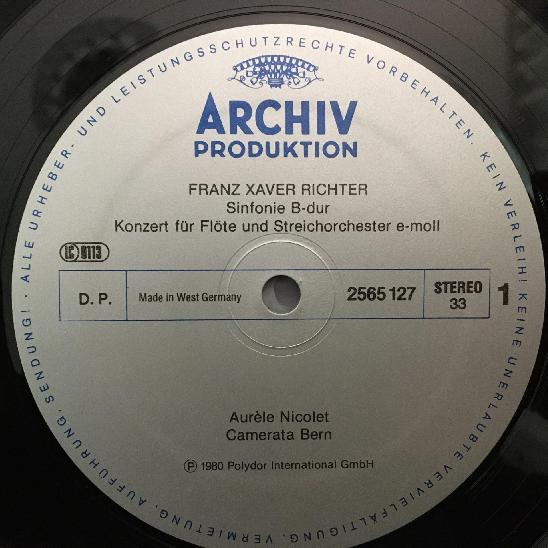 ALLE URHEBER- UND LEISTUNGSSCHUTZRECHTE VORBEHALTEN. KEIN VERLEIH! KEINE UNERLAUBTE VERVIELFÄLTIGUNG, VERMIETUNG, AUFFÜHRUNG, SENDUNG! ·
ARCHIV
PRODUKTION
FRANZ XAVER RICHTER
Sinfonie B-dur
Konzert für Flöte und Streichorchester e-moll
LC 0113
D. P. Made in West Germany 2565 127 STEREO 33 1
Aurèle Nicolet
Camerata Bern
Ⓟ 1980 Polydor International GmbH